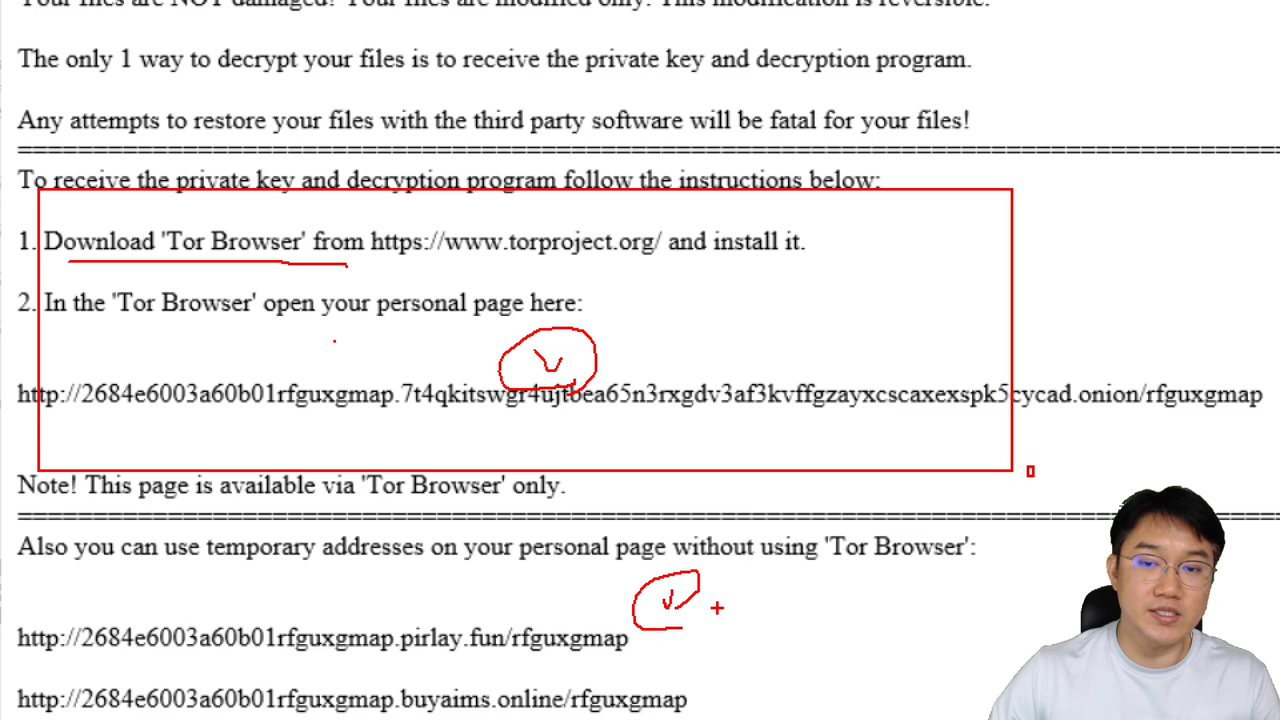 Your files are NOT damaged! Your files are modified only. This modification is reversible.
The only 1 way to decrypt your files is to receive the private key and decryption program.
Any attempts to restore your files with the third party software will be fatal for your files!
To receive the private key and decryption program follow the instructions below:
1. Download 'Tor Browser' from https://www.torproject.org/ and install it.
2. In the 'Tor Browser' open your personal page here:
http://2684e6003a60b01rfguxgmap.7t4qkitswgr4ujtbea65n3rxgdv3af3kvffgzayxcscaxexspk5cycad.onion/rfguxgmap
Note! This page is available via 'Tor Browser' only.
Also you can use temporary addresses on your personal page without using 'Tor Browser':
http://2684e6003a60b01rfguxgmap.pirlay.fun/rfguxgmap
http://2684e6003a60b01rfguxgmap.buyaims.online/rfguxgmap